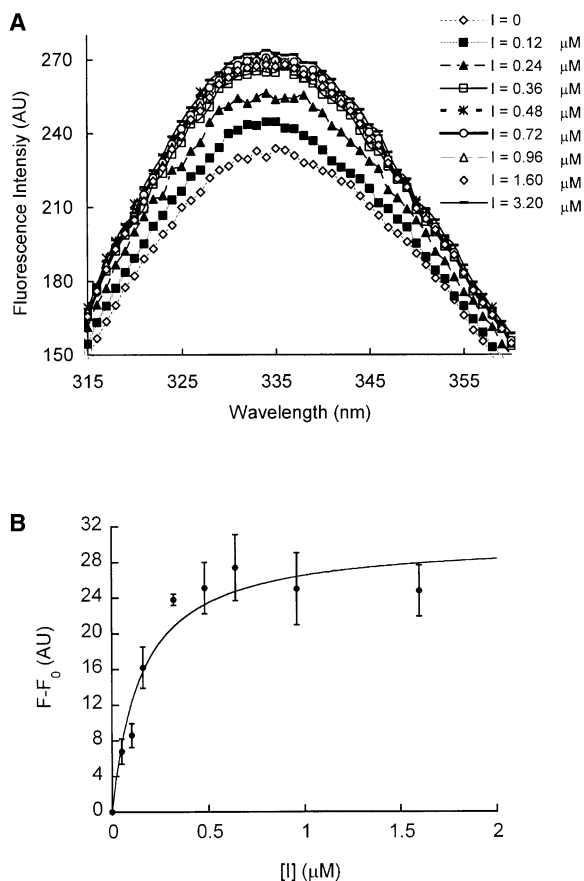 A
I = 0
I = 0.12 μM
I = 0.24 μM
I = 0.36 μM
I = 0.48 μM
I = 0.72 μM
I = 0.96 μM
I = 1.60 μM
I = 3.20 μM
Fluorescence Intensiy (AU)
270
240
210
180
150
315 325 335 345 355
Wavelength (nm)
B
F-F0 (AU)
32
28
24
20
16
12
8
4
0
0 0.5 1 1.5 2
[I] (μM)